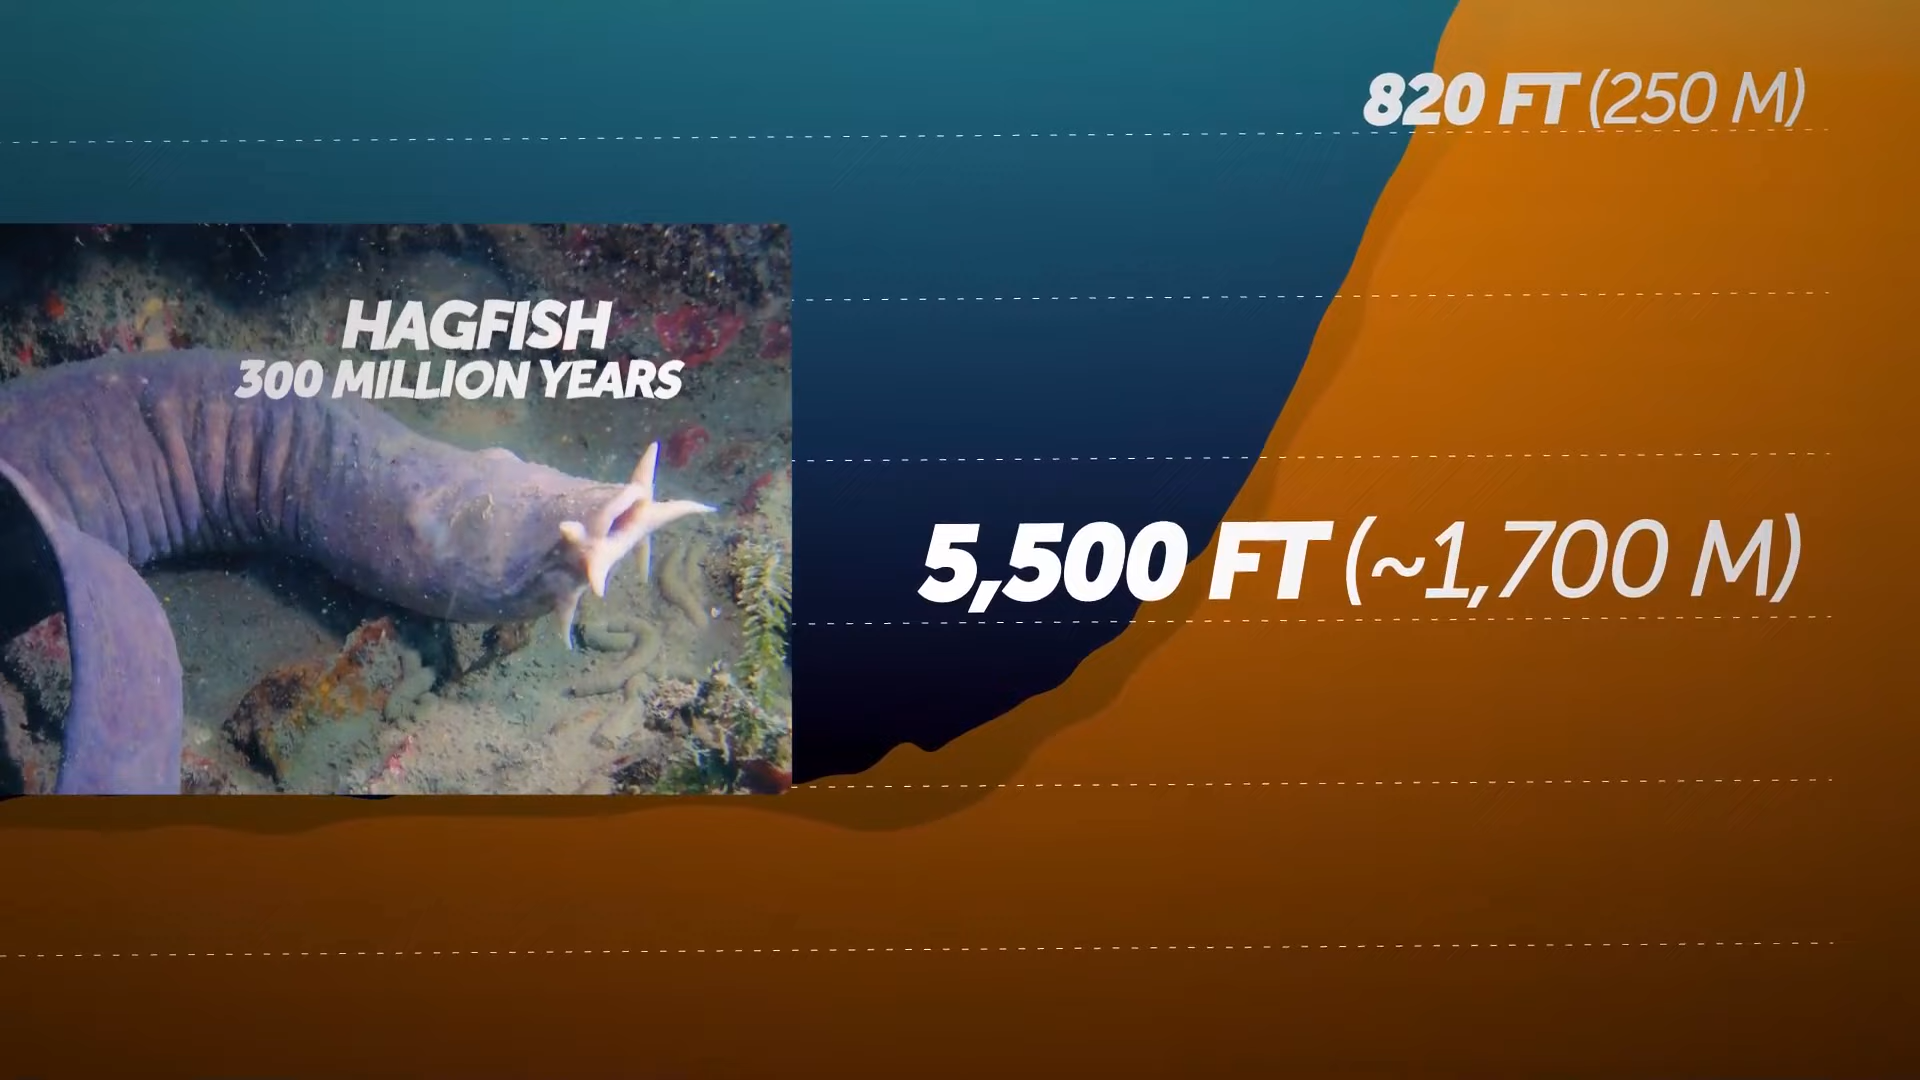 820 FT (250 M)
HAGFISH
300 MILLION YEARS
5,500 FT (~1,700 M)